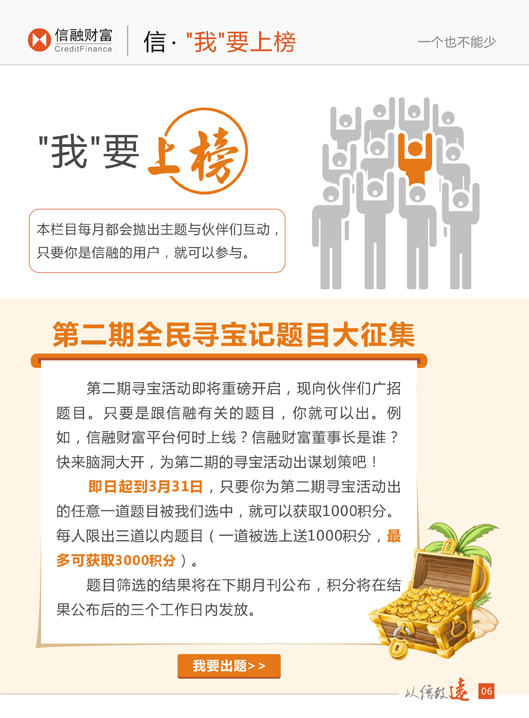 信融财富
CreditFinance
信·"我"要上榜
一个也不能少
"我"要上榜
本栏目每月都会抛出主题与伙伴们互动，
只要你是信融的用户，就可以参与。
第二期全民寻宝记题目大征集
第二期寻宝活动即将重磅开启，现向伙伴们广招
题目。只要是跟信融有关的题目，你就可以出。例
如，信融财富平台何时上线？信融财富董事长是谁？
快来脑洞大开，为第二期的寻宝活动出谋划策吧！
即日起到3月31日，只要你为第二期寻宝活动出
的任意一道题目被我们选中，就可以获取1000积分。
每人限出三道以内题目（一道被选上送1000积分，最
多可获取3000积分）。
题目筛选的结果将在下期月刊公布，积分将在结
果公布后的三个工作日内发放。
我要出题>>
以信致远
06